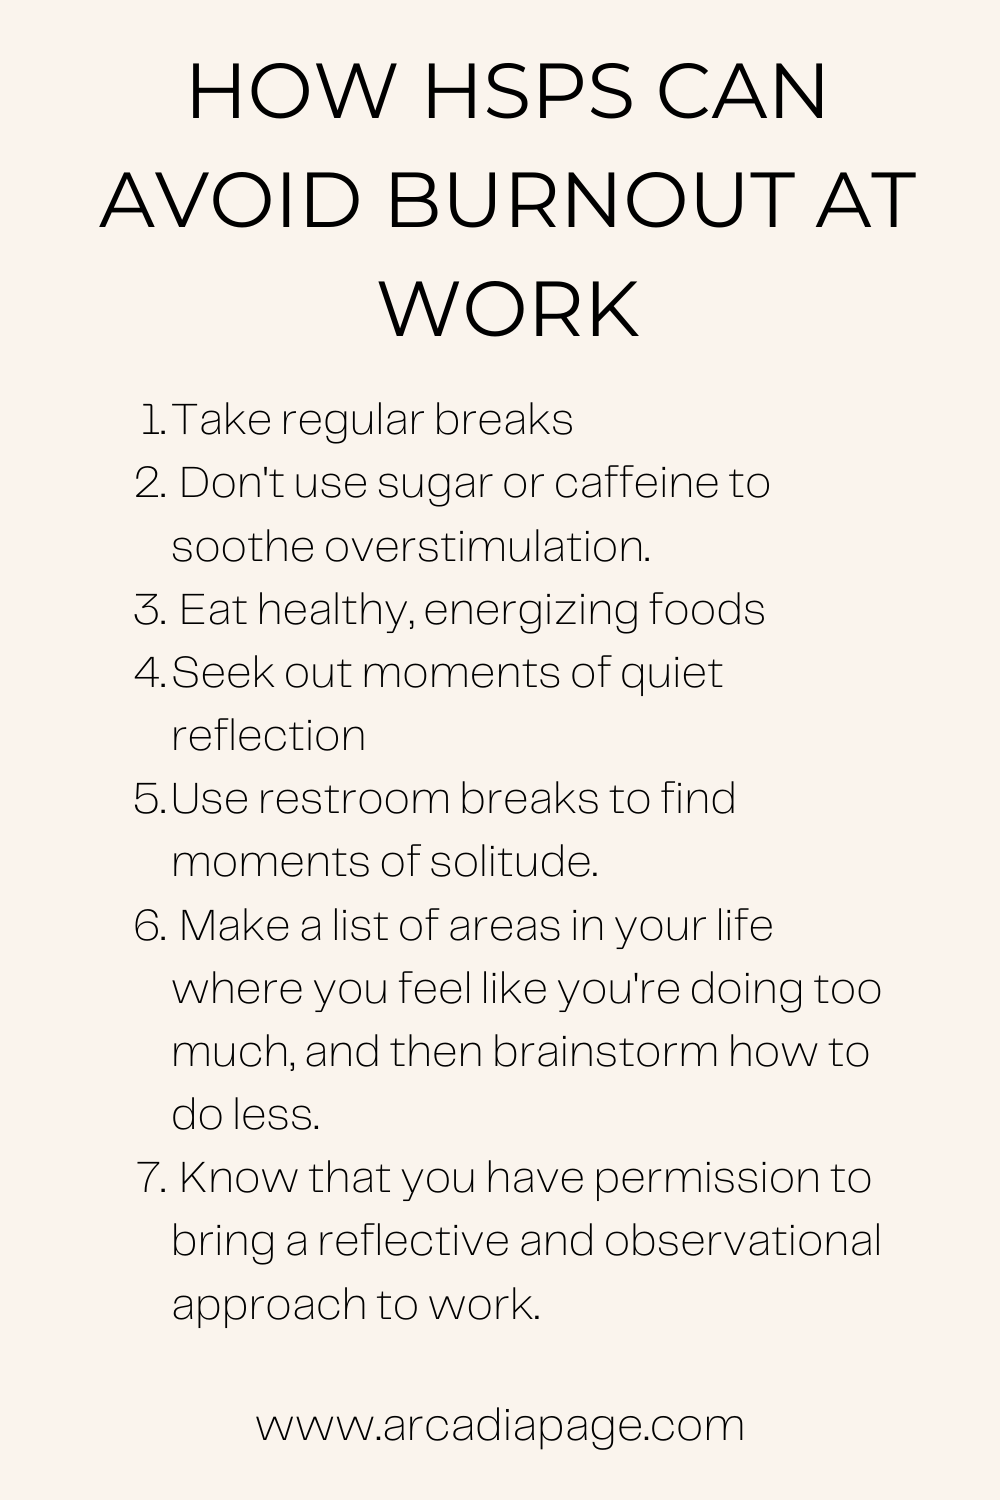 HOW HSPS CAN
AVOID BURNOUT AT
WORK
1. Take regular breaks
2. Don't use sugar or caffeine to
soothe overstimulation.
3. Eat healthy, energizing foods
4. Seek out moments of quiet
reflection
5. Use restroom breaks to find
moments of solitude.
6. Make a list of areas in your life
where you feel like you're doing too
much, and then brainstorm how to
do less.
7. Know that you have permission to
bring a reflective and observational
approach to work.
www.arcadiapage.com